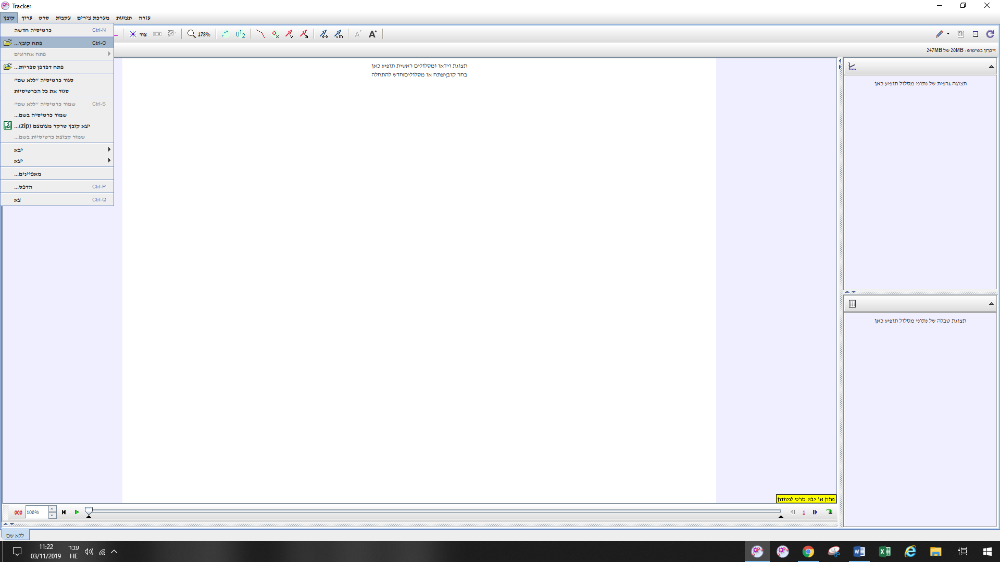 Tracker
קובץ ערוך סרט עקבות מערכת צירים תצוגות עזרה
כרטיסיה חדשה Ctrl-N
פתח קובץ... Ctrl-O
פתח אחרונים
פתח דפדפן ספריות...
סגור כרטיסיה "ללא שם"
סגור את כל הכרטיסיות
שמור כרטיסיה "ללא שם" Ctrl-S
שמור כרטיסיה בשם...
יצא קובץ טרקר מצומצם (zip)...
שמור קבוצת כרטיסיות בשם...
יבא
יצא
מאפיינים...
הדפס... Ctrl-P
צא Ctrl-Q
צור 178%
זיכרון בשימוש : 20MB של 247MB
תצוגת וידאו ומסלולים ראשית תופיע כאן
בחר קובץ|פתח או מסלולים|חדש להתחלה
תצוגה גרפית של נתוני מסלול תופיע כאן
תצוגת טבלה של נתוני מסלול תופיע כאן
פתח או יבא סרט לניתוח
000 100% 1
ללא שם
11:22
03/11/2019
עבר
HE